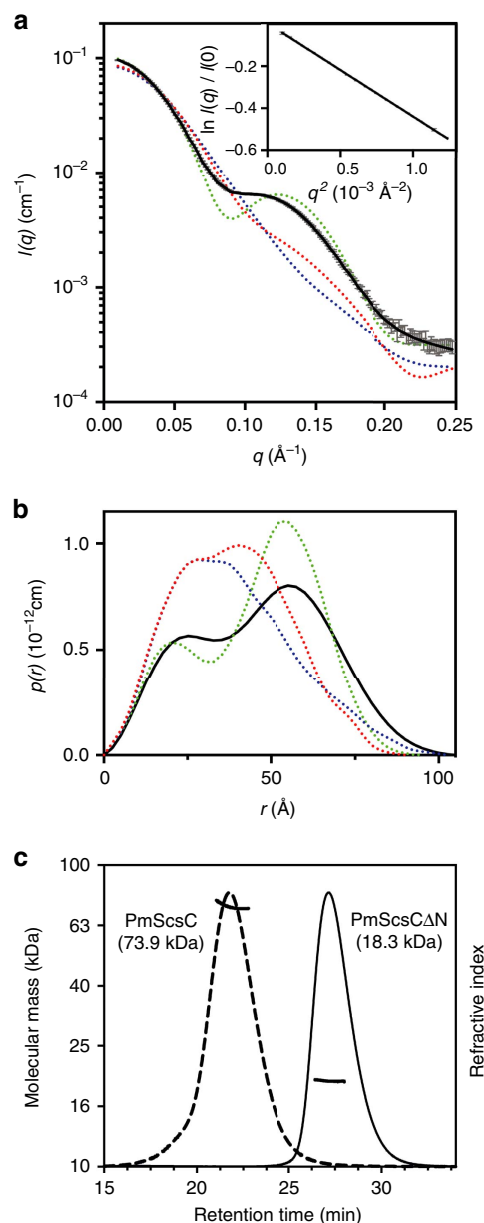 a
10⁻¹
10⁻²
10⁻³
10⁻⁴
I(q) (cm⁻¹)
0.00 0.05 0.10 0.15 0.20 0.25
q (Å⁻¹)
ln I(q) / I(0)
−0.2
−0.4
−0.6
0.0 0.5 1.0
q² (10⁻³ Å⁻²)
b
1.0
0.5
0.0
p(r) (10⁻¹²cm)
0 50 100
r (Å)
c
100
63
40
25
16
10
Molecular mass (kDa)
PmScsC
(73.9 kDa)
PmScsCΔN
(18.3 kDa)
Refractive index
15 20 25 30
Retention time (min)